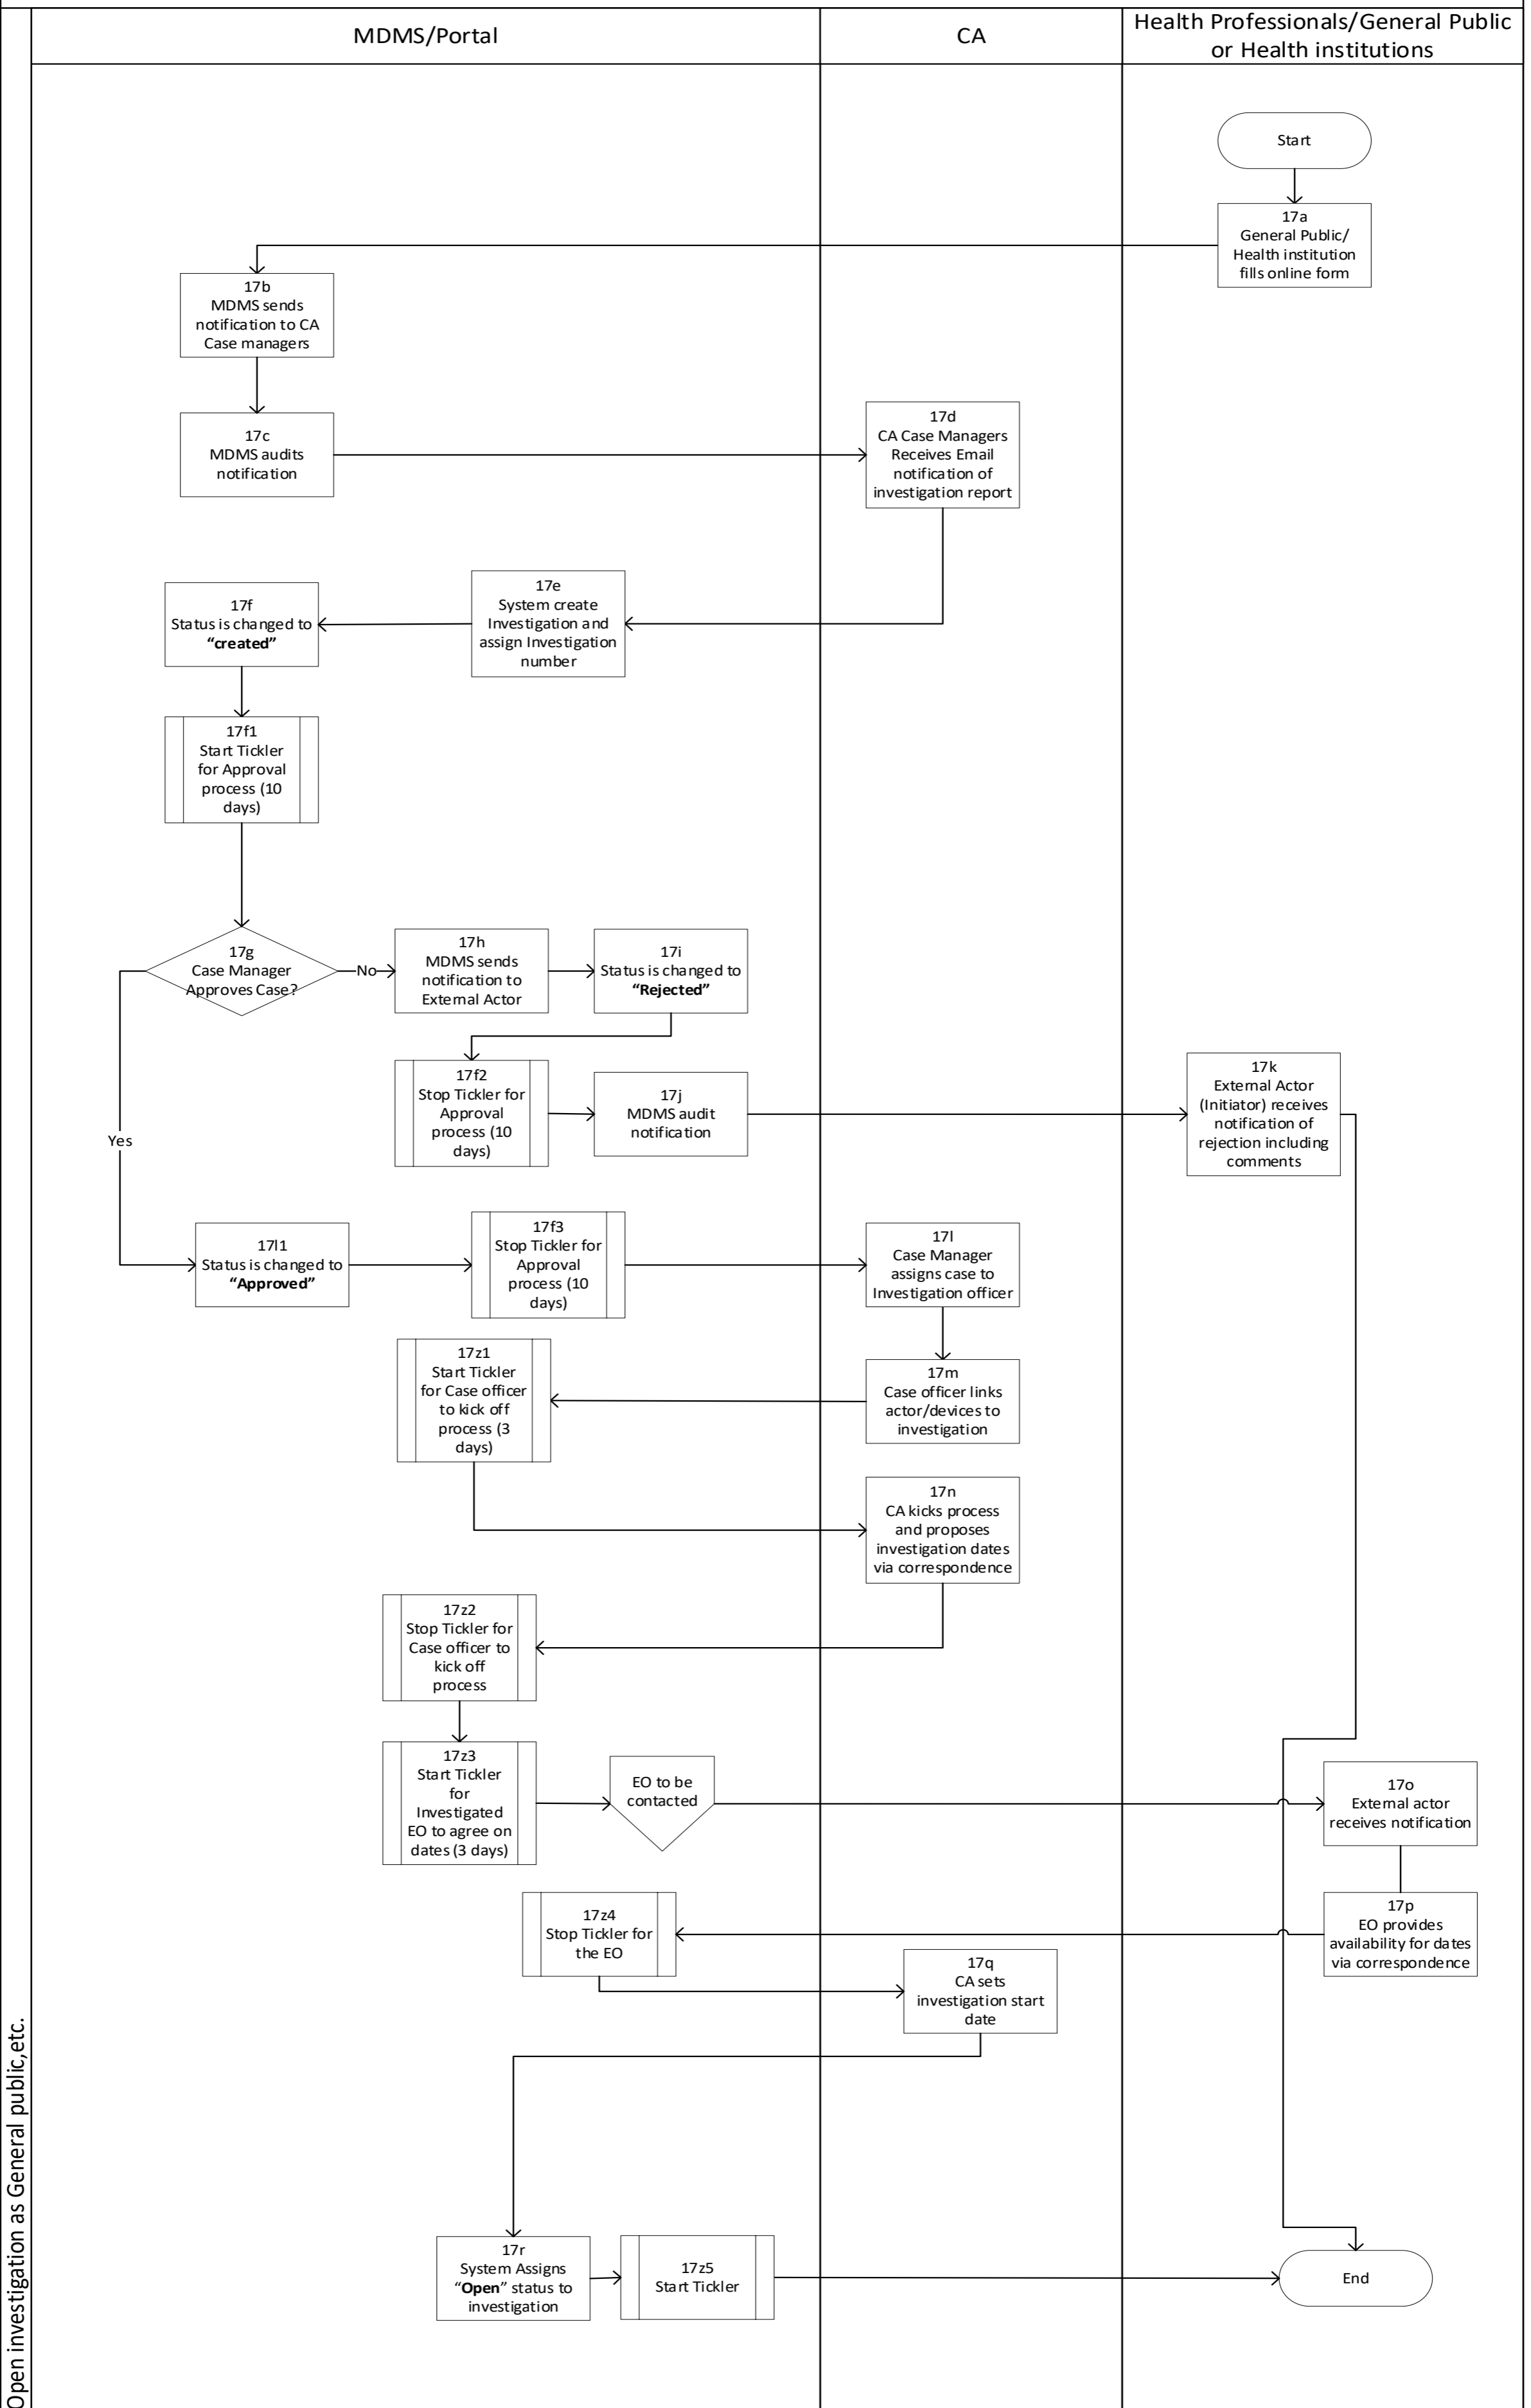 MDMS/Portal
CA
Health Professionals/General Public
or Health institutions
Start
17a
General Public/
Health institution
fills online form
17b
MDMS sends
notification to CA
Case managers
17c
MDMS audits
notification
17d
CA Case Managers
Receives Email
notification of
investigation report
17e
System create
Investigation and
assign Investigation
number
17f
Status is changed to
“created”
17f1
Start Tickler
for Approval
process (10
days)
17g
Case Manager
Approves Case?
No
17h
MDMS sends
notification to
External Actor
17i
Status is changed to
“Rejected”
17f2
Stop Tickler for
Approval
process (10
days)
17j
MDMS audit
notification
17k
External Actor
(Initiator) receives
notification of
rejection including
comments
Yes
17l1
Status is changed to
“Approved”
17f3
Stop Tickler for
Approval
process (10
days)
17l
Case Manager
assigns case to
Investigation officer
17z1
Start Tickler
for Case officer
to kick off
process (3
days)
17m
Case officer links
actor/devices to
investigation
17n
CA kicks process
and proposes
investigation dates
via correspondence
17z2
Stop Tickler for
Case officer to
kick off
process
17z3
Start Tickler
for
Investigated
EO to agree on
dates (3 days)
EO to be
contacted
17o
External actor
receives notification
17p
EO provides
availability for dates
via correspondence
17z4
Stop Tickler for
the EO
17q
CA sets
investigation start
date
17r
System Assigns
“Open” status to
investigation
17z5
Start Tickler
End
Open investigation as General public,etc.